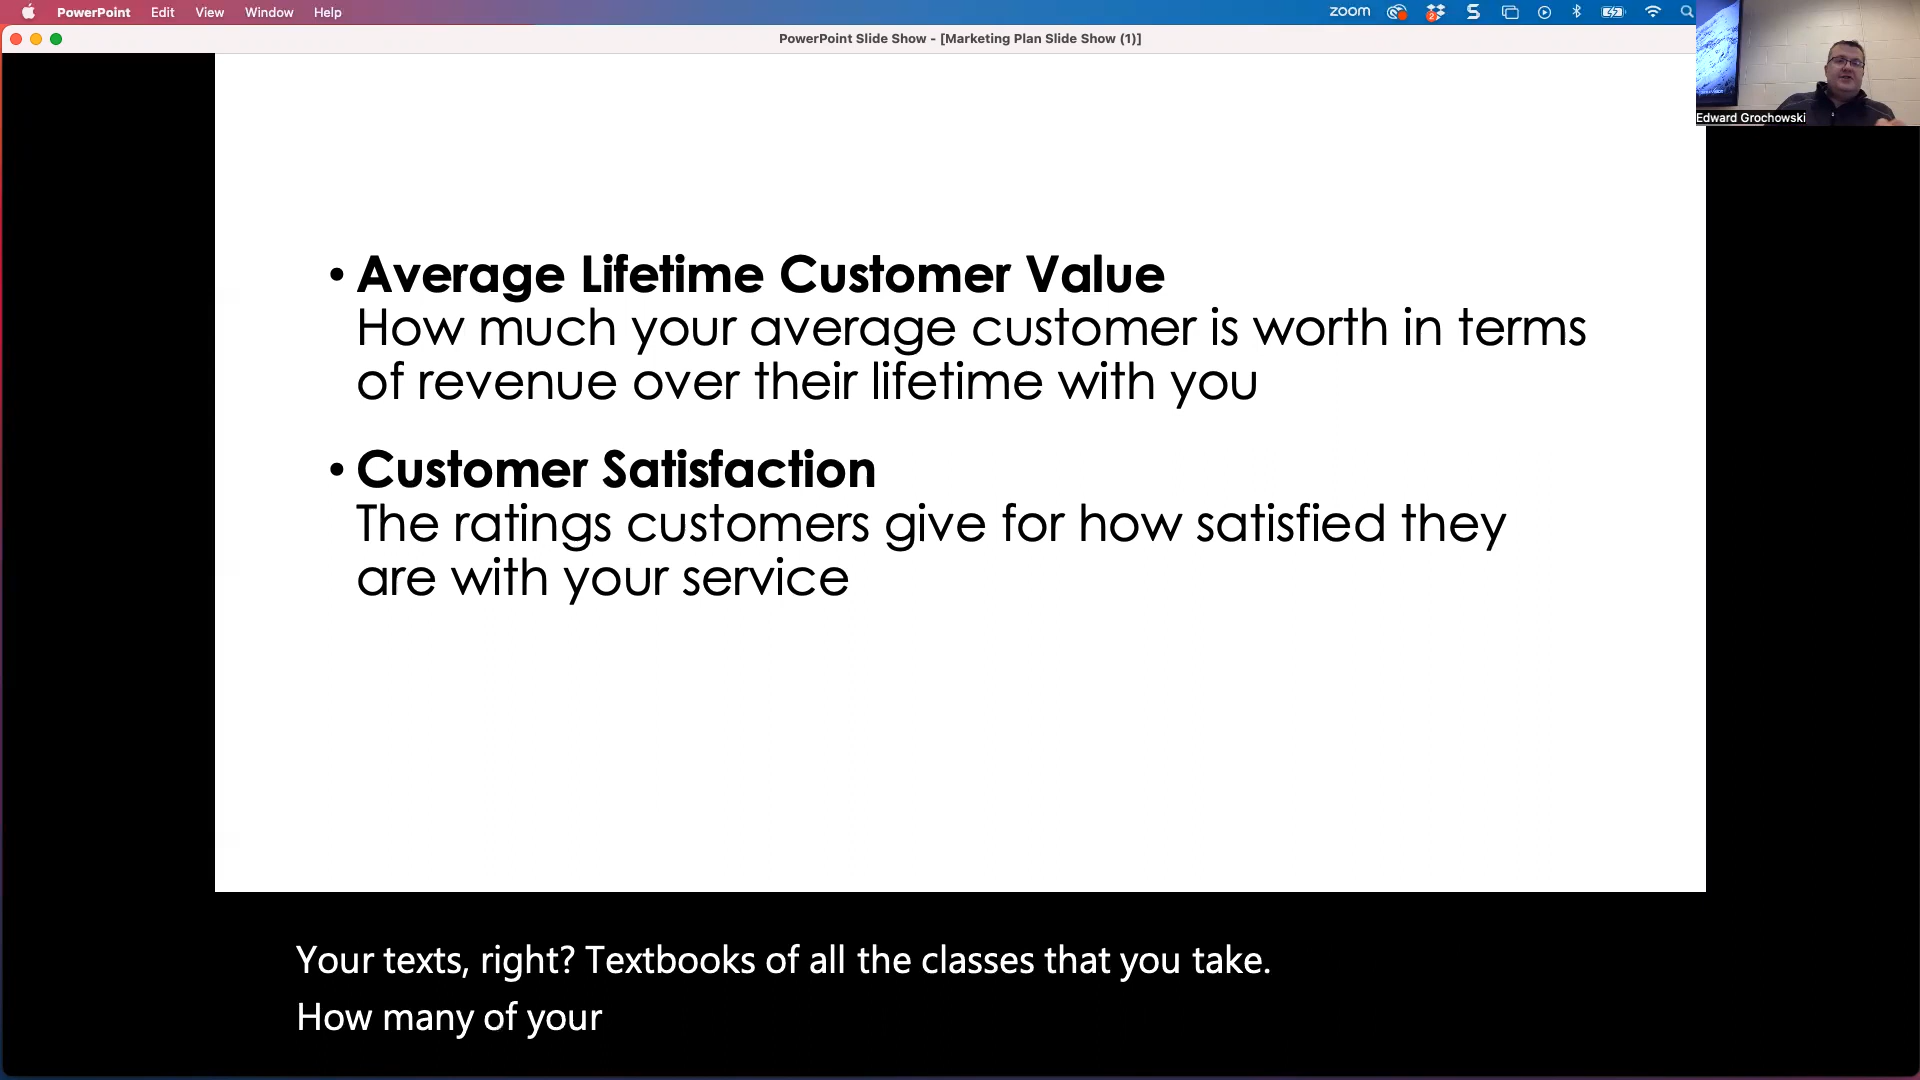 PowerPoint Edit View Window Help zoom
PowerPoint Slide Show - [Marketing Plan Slide Show (1)]
Edward Grochowski
• Average Lifetime Customer Value
How much your average customer is worth in terms
of revenue over their lifetime with you
• Customer Satisfaction
The ratings customers give for how satisfied they
are with your service
Your texts, right? Textbooks of all the classes that you take.
How many of your